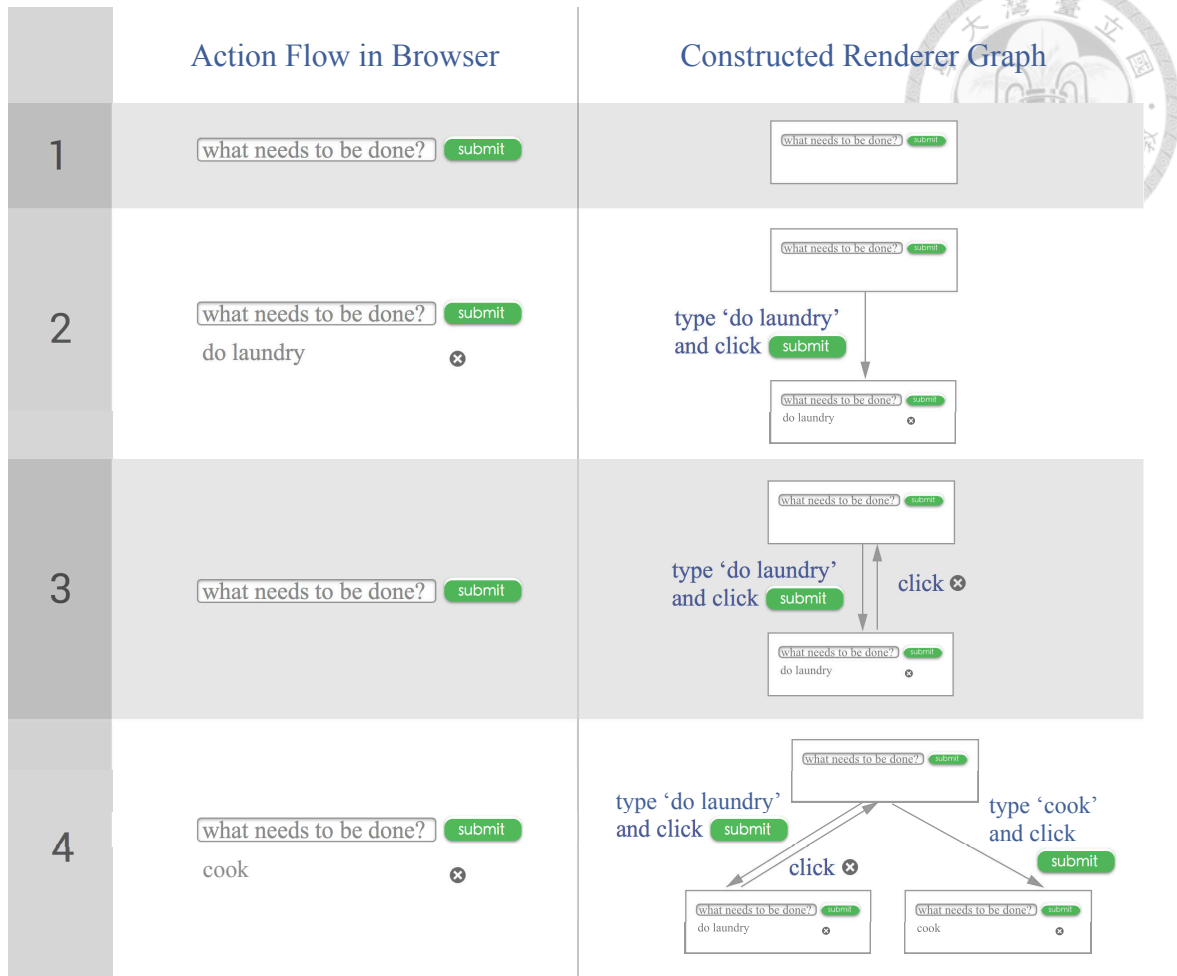 Action Flow in Browser
Constructed Renderer Graph
1
what needs to be done? submit
what needs to be done? submit
2
what needs to be done? submit
do laundry
what needs to be done? submit
type ‘do laundry’
and click submit
what needs to be done? submit
do laundry
3
what needs to be done? submit
what needs to be done? submit
type ‘do laundry’
and click submit
click
what needs to be done? submit
do laundry
4
what needs to be done? submit
cook
what needs to be done? submit
type ‘do laundry’
and click submit
click
type ‘cook’
and click
submit
what needs to be done? submit
do laundry
what needs to be done? submit
cook
大灣臺立國